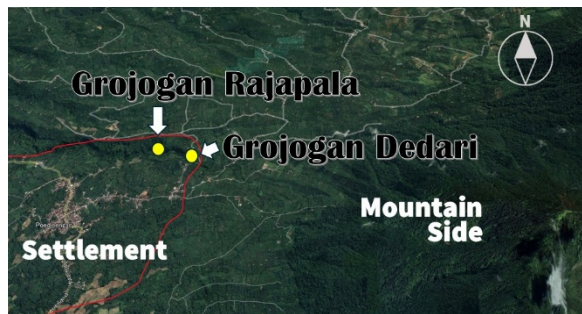 N
Grojogan Rajapala
Grojogan Dedari
Mountain
Side
Settlement